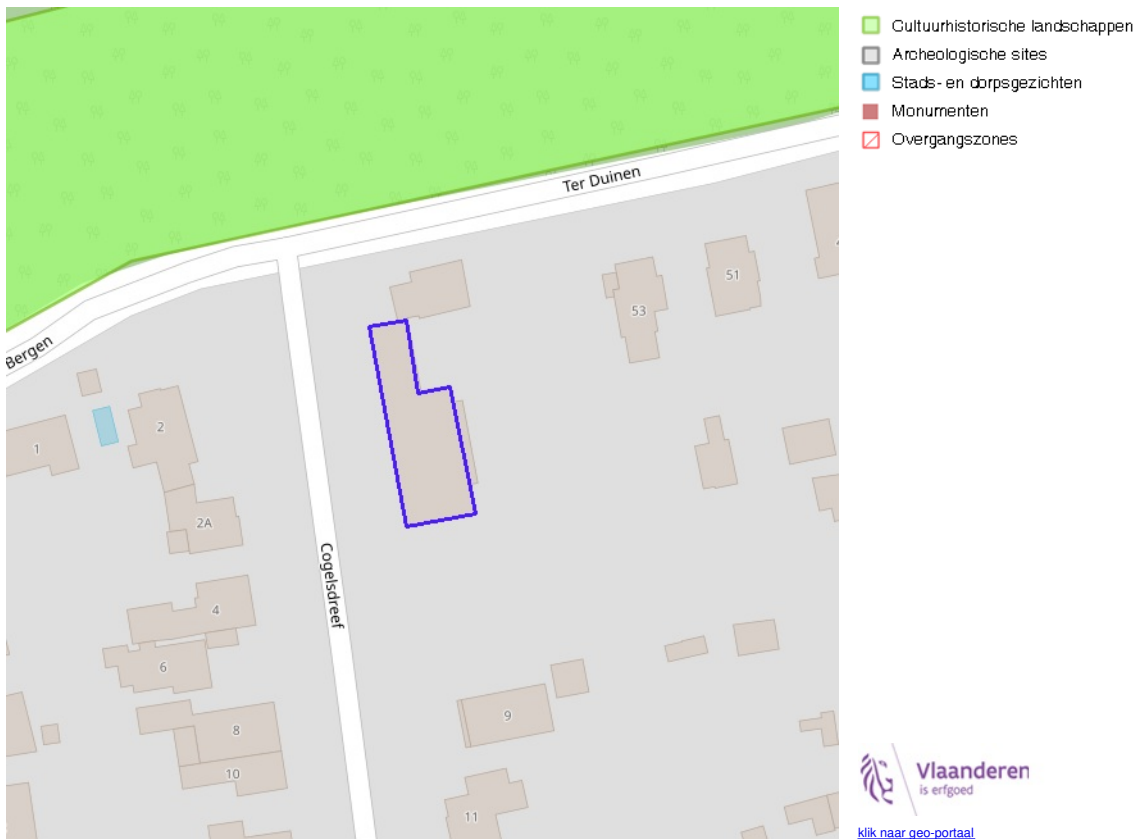 Cultuurhistorische landschappen
Archeologische sites
Stads- en dorpsgezichten
Monumenten
Overgangszones
Ter Duinen
Bergen
51
53
1
2
2A
4
6
8
10
Cogelsdreef
9
11
Vlaanderen
is erfgoed
klik naar geo-portaal